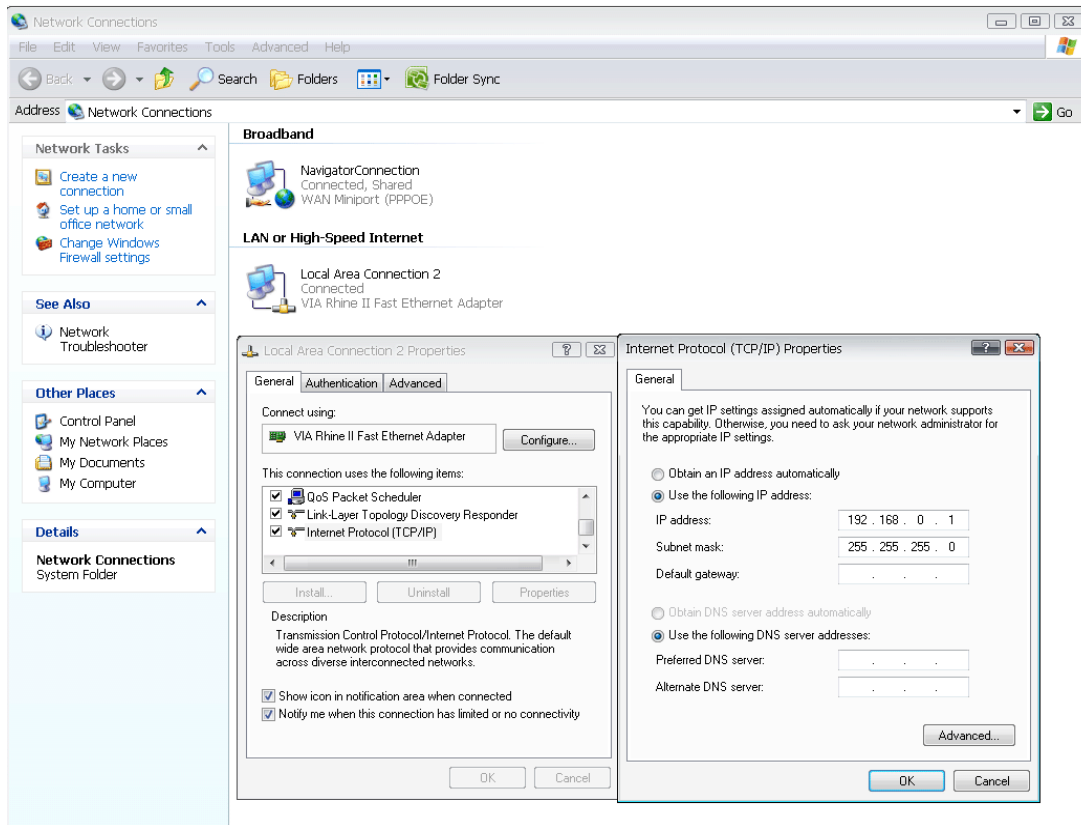 Network Connections
File Edit View Favorites Tools Advanced Help
Back Search Folders Folder Sync
Address Network Connections Go
Network Tasks
Create a new
connection
Set up a home or small
office network
Change Windows
Firewall settings
See Also
Network
Troubleshooter
Other Places
Control Panel
My Network Places
My Documents
My Computer
Details
Network Connections
System Folder
Broadband
NavigatorConnection
Connected, Shared
WAN Miniport (PPPOE)
LAN or High-Speed Internet
Local Area Connection 2
Connected
VIA Rhine II Fast Ethernet Adapter
Local Area Connection 2 Properties
General Authentication Advanced
Connect using:
VIA Rhine II Fast Ethernet Adapter Configure...
This connection uses the following items:
QoS Packet Scheduler
Link-Layer Topology Discovery Responder
Internet Protocol (TCP/IP)
Install... Uninstall Properties
Description
Transmission Control Protocol/Internet Protocol. The default
wide area network protocol that provides communication
across diverse interconnected networks.
Show icon in notification area when connected
Notify me when this connection has limited or no connectivity
OK Cancel
Internet Protocol (TCP/IP) Properties
General
You can get IP settings assigned automatically if your network supports
this capability. Otherwise, you need to ask your network administrator for
the appropriate IP settings.
Obtain an IP address automatically
Use the following IP address:
IP address: 192 . 168 . 0 . 1
Subnet mask: 255 . 255 . 255 . 0
Default gateway: . . .
Obtain DNS server address automatically
Use the following DNS server addresses:
Preferred DNS server: . . .
Alternate DNS server: . . .
Advanced...
OK Cancel